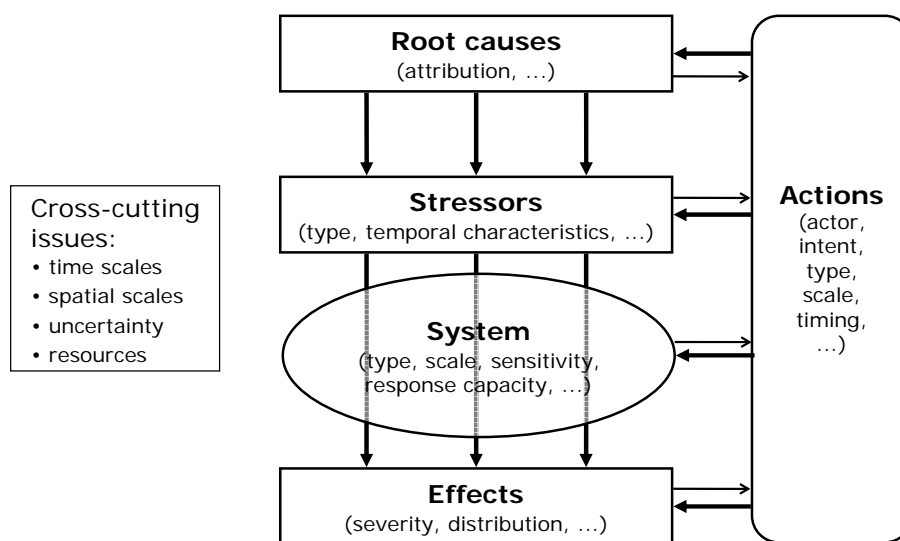 Root causes
(attribution, ...)
Stressors
(type, temporal characteristics, ...)
System
(type, scale, sensitivity,
response capacity, ...)
Effects
(severity, distribution, ...)
Actions
(actor,
intent,
type,
scale,
timing,
...)
Cross-cutting
issues:
• time scales
• spatial scales
• uncertainty
• resources